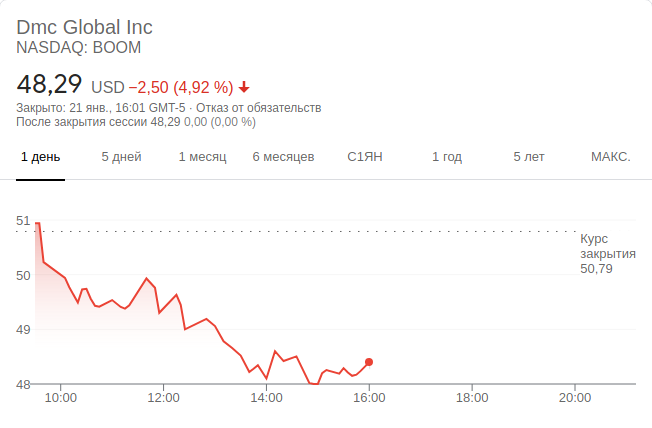 Dmc Global Inc
NASDAQ: BOOM
48,29 USD −2,50 (4,92 %)
Закрыто: 21 янв., 16:01 GMT-5 · Отказ от обязательств
После закрытия сессии 48,29 0,00 (0,00 %)
1 день 5 дней 1 месяц 6 месяцев С1ЯН 1 год 5 лет МАКС.
51
Курс
закрытия
50,79
50
49
48
10:00 12:00 14:00 16:00 18:00 20:00